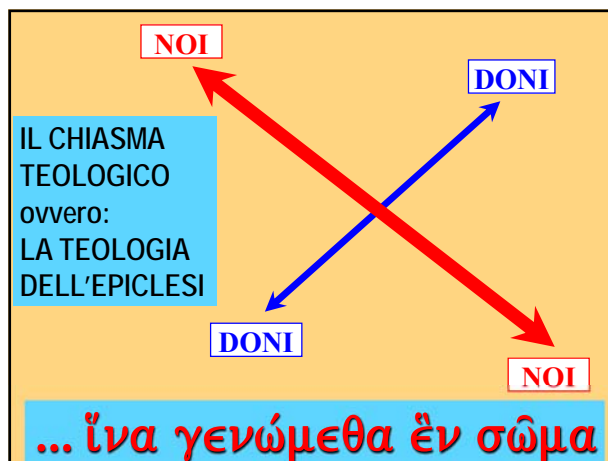 NOI
DONI
IL CHIASMA
TEOLOGICO
ovvero:
LA TEOLOGIA
DELL'EPICLESI
DONI
NOI
... ἵνα γενώμεθα ἓν σῶμα